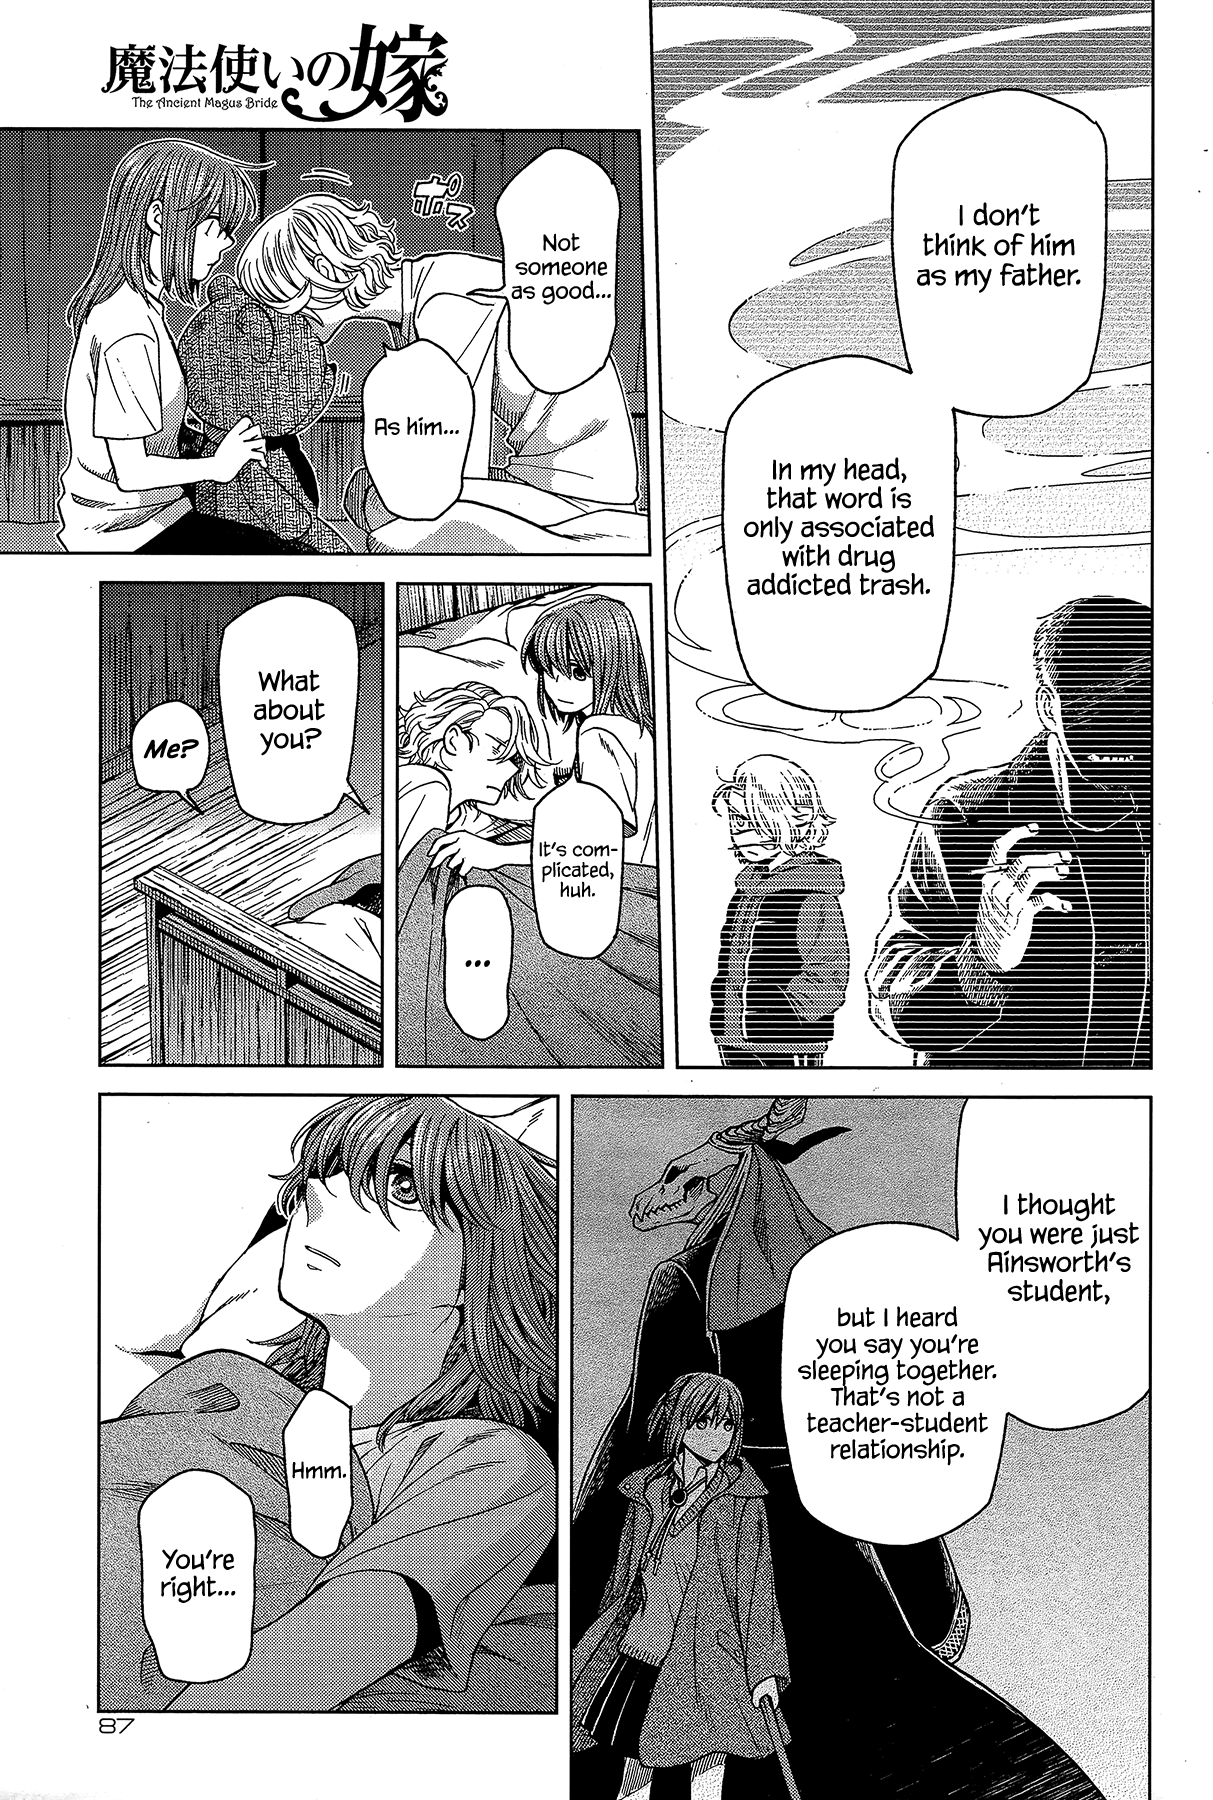 魔法使いの嫁
The Ancient Magus Bride
I don't
think of him
as my father.
In my head,
that word is
only associated
with drug
addicted trash.
Not
someone
as good...
As him...
ポス
It's com-
plicated,
huh.
...
What
about
you?
Me?
I thought
you were just
Ainsworth's
student,
but I heard
you say you're
sleeping together.
That's not a
teacher-student
relationship.
Hmm.
You're
right...
87